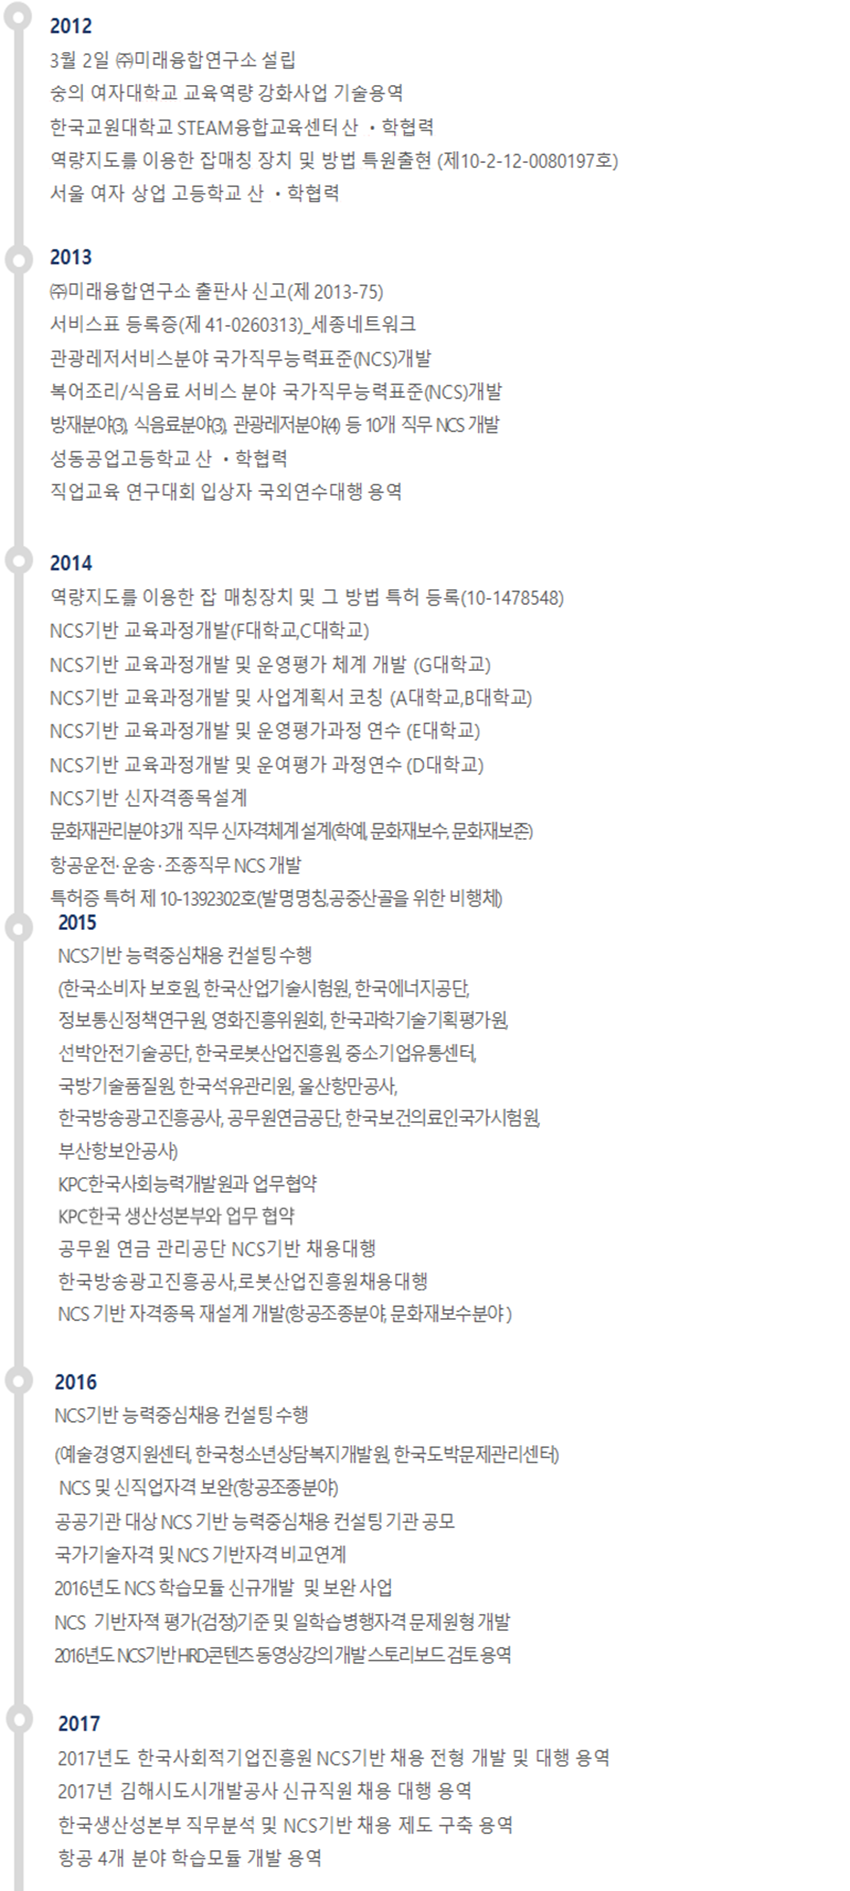 2012
3월 2일 ㈜미래융합연구소 설립
숭의 여자대학교 교육역량 강화사업 기술용역
한국교원대학교 STEAM융합교육센터 산 ・학협력
역량지도를 이용한 잡매칭 장치 및 방법 특원출현 (제10-2-12-0080197호)
서울 여자 상업 고등학교 산 ・학협력
2013
㈜미래융합연구소 출판사 신고(제 2013-75)
서비스표 등록증(제 41-0260313)_세종네트워크
관광레저서비스분야 국가직무능력표준(NCS)개발
복어조리/식음료 서비스 분야 국가직무능력표준(NCS)개발
방재분야(3), 식음료분야(3), 관광레저분야(4) 등 10개 직무 NCS 개발
성동공업고등학교 산 ・학협력
직업교육 연구대회 입상자 국외연수대행 용역
2014
역량지도를 이용한 잡 매칭장치 및 그 방법 특허 등록(10-1478548)
NCS기반 교육과정개발(F대학교,C대학교)
NCS기반 교육과정개발 및 운영평가 체계 개발 (G대학교)
NCS기반 교육과정개발 및 사업계획서 코칭 (A대학교,B대학교)
NCS기반 교육과정개발 및 운영평가과정 연수 (E대학교)
NCS기반 교육과정개발 및 운여평가 과정연수 (D대학교)
NCS기반 신자격종목설계
문화재관리분야3개 직무 신자격체계 설계(학예, 문화재보수, 문화재보존)
항공운전· 운송 · 조종직무 NCS 개발
특허증 특허 제 10-1392302호(발명명칭,공중산골을 위한 비행체)
2015
NCS기반 능력중심채용 컨설팅 수행
(한국소비자 보호원, 한국산업기술시험원, 한국에너지공단,
정보통신정책연구원, 영화진흥위원회, 한국과학기술기획평가원,
선박안전기술공단, 한국로봇산업진흥원, 중소기업유통센터,
국방기술품질원, 한국석유관리원, 울산항만공사,
한국방송광고진흥공사, 공무원연금공단, 한국보건의료인국가시험원,
부산항보안공사)
KPC한국사회능력개발원과 업무협약
KPC한국 생산성본부와 업무 협약
공무원 연금 관리공단 NCS기반 채용대행
한국방송광고진흥공사,로봇산업진흥원채용대행
NCS 기반 자격종목 재설계 개발(항공조종분야, 문화재보수분야 )
2016
NCS기반 능력중심채용 컨설팅 수행
(예술경영지원센터, 한국청소년상담복지개발원, 한국도박문제관리센터)
NCS 및 신직업자격 보완(항공조종분야)
공공기관 대상 NCS 기반 능력중심채용 컨설팅 기관 공모
국가기술자격 및 NCS 기반자격 비교연계
2016년도 NCS 학습모듈 신규개발 및 보완 사업
NCS 기반자젹 평가(검정)기준 및 일학습병행자격 문제원형 개발
2016년도 NCS기반 HRD콘텐츠 동영상강의 개발 스토리보드 검토 용역
2017
2017년도 한국사회적기업진흥원 NCS기반 채용 전형 개발 및 대행 용역
2017년 김해시도시개발공사 신규직원 채용 대행 용역
한국생산성본부 직무분석 및 NCS기반 채용 제도 구축 용역
항공 4개 분야 학습모듈 개발 용역